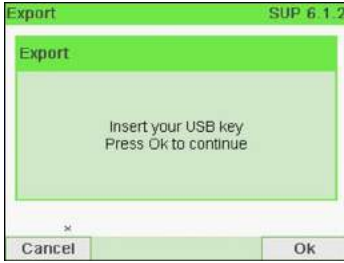 Export SUP 6.1.2
Export
Insert your USB key
Press Ok to continue
×
Cancel Ok